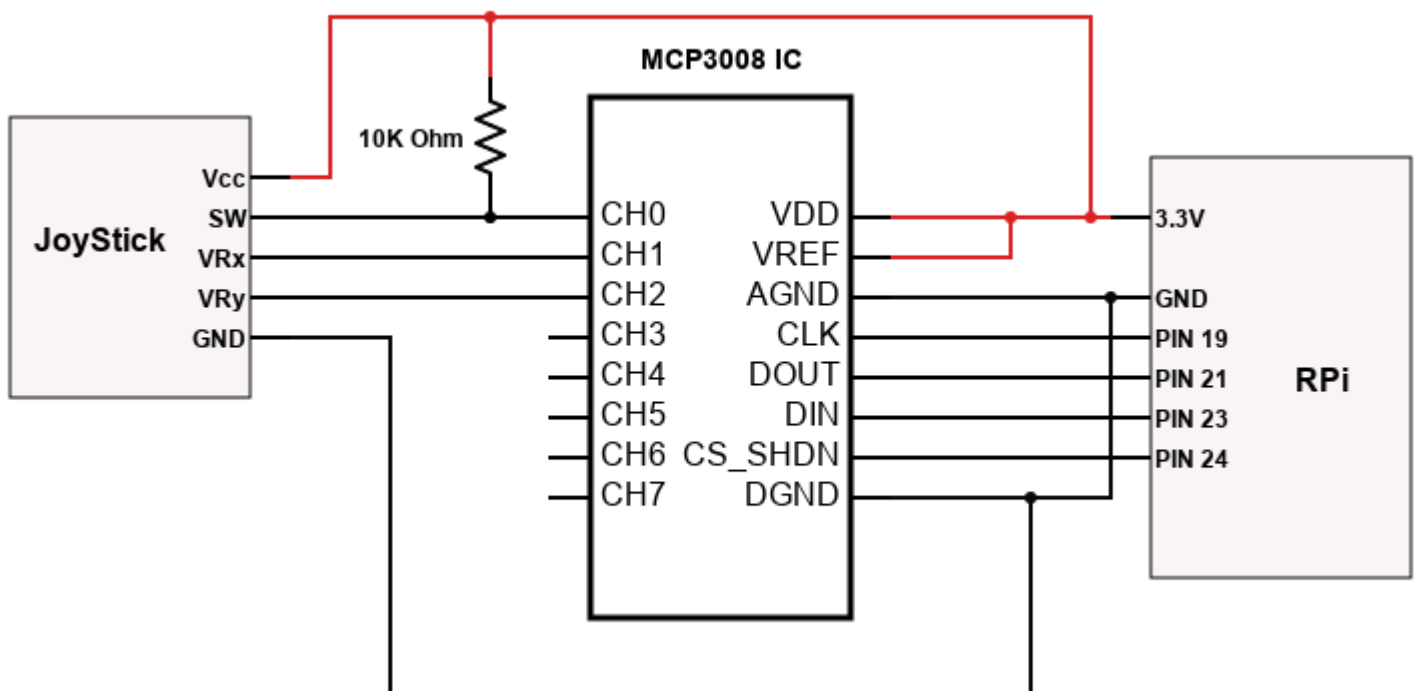 MCP3008 IC
10K Ohm
JoyStick
Vcc
SW
VRx
VRy
GND
CH0
CH1
CH2
CH3
CH4
CH5
CH6
CH7
VDD
VREF
AGND
CLK
DOUT
DIN
CS_SHDN
DGND
3.3V
GND
PIN 19
PIN 21
PIN 23
PIN 24
RPi